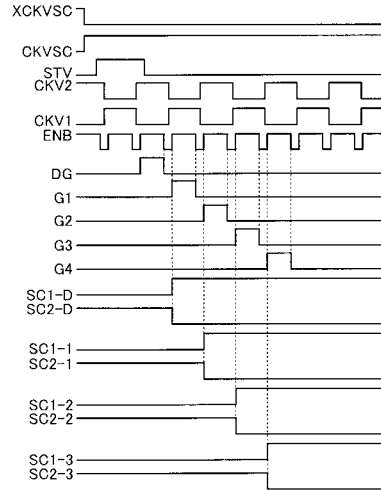 XCKVSC
CKVSC
STV
CKV2
CKV1
ENB
DG
G1
G2
G3
G4
SC1-D
SC2-D
SC1-1
SC2-1
SC1-2
SC2-2
SC1-3
SC2-3